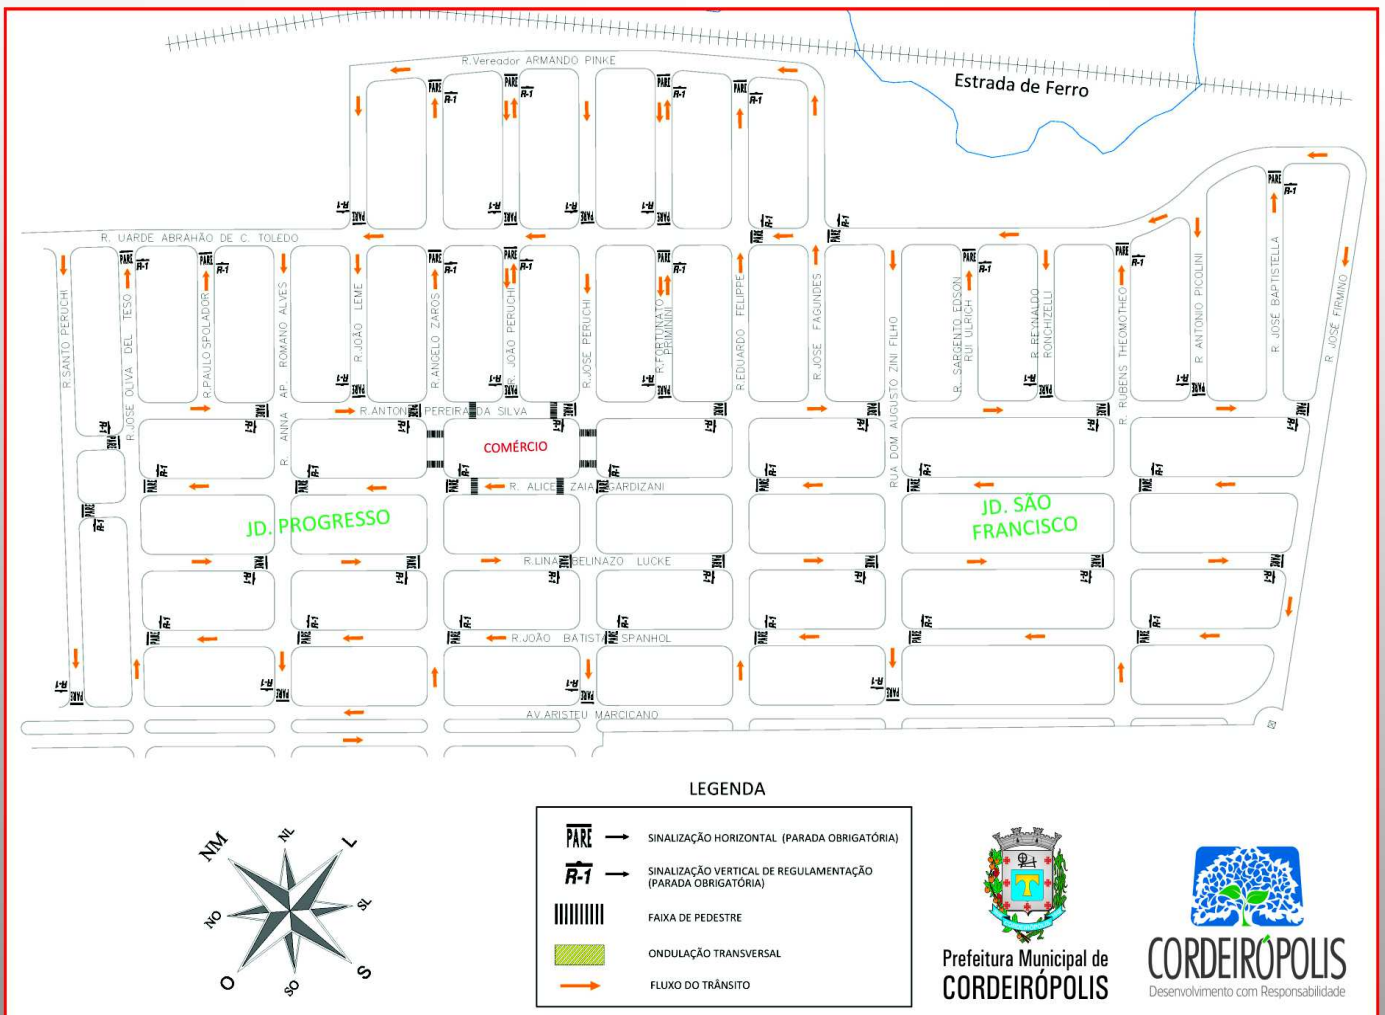 R.Vereador ARMANDO PINKE
Estrada de Ferro
R. UARDE ABRAHÃO DE C. TOLEDO
R.SANTO PERUCHI
R.JOSE OLIVA DEL TESO
R.PAULO SPOLADOR
R. ANNA AP. ROMANO ALVES
R.JOÃO LEME
R.ANGELO ZAROS
R. JOÃO PERUCHI
R.JOSE PERUCHI
R.FORTUNATO
PRIMININI
R.EDUARDO FELIPPE
R.JOSE FAGUNDES
RUA DOM AUGUSTO ZINI FILHO
R. SARGENTO EDSON
RUI ULRICH
R. REYNALDO
RONCHIZELLI
R. RUBENS THEOMOTHEO
R ANTONIO PICOLINI
R JOSÉ BAPTISTELLA
R. JOSÉ FIRMINO
R.ANTONI PEREIRA DA SILVA
COMÉRCIO
R. ALICE ZAIA GARDIZANI
JD. PROGRESSO
JD. SÃO
FRANCISCO
R.LINA BELINAZO LUCKE
R.JOÃO BATISTA SPANHOL
AV.ARISTEU MARCICANO
LEGENDA
PARE SINALIZAÇÃO HORIZONTAL (PARADA OBRIGATÓRIA)
R-1 SINALIZAÇÃO VERTICAL DE REGULAMENTAÇÃO
(PARADA OBRIGATÓRIA)
FAIXA DE PEDESTRE
ONDULAÇÃO TRANSVERSAL
FLUXO DO TRÂNSITO
NM
NL
L
NO
SL
O
SO
S
Prefeitura Municipal de
CORDEIRÓPOLIS
CORDEIRÓPOLIS
Desenvolvimento com Responsabilidade